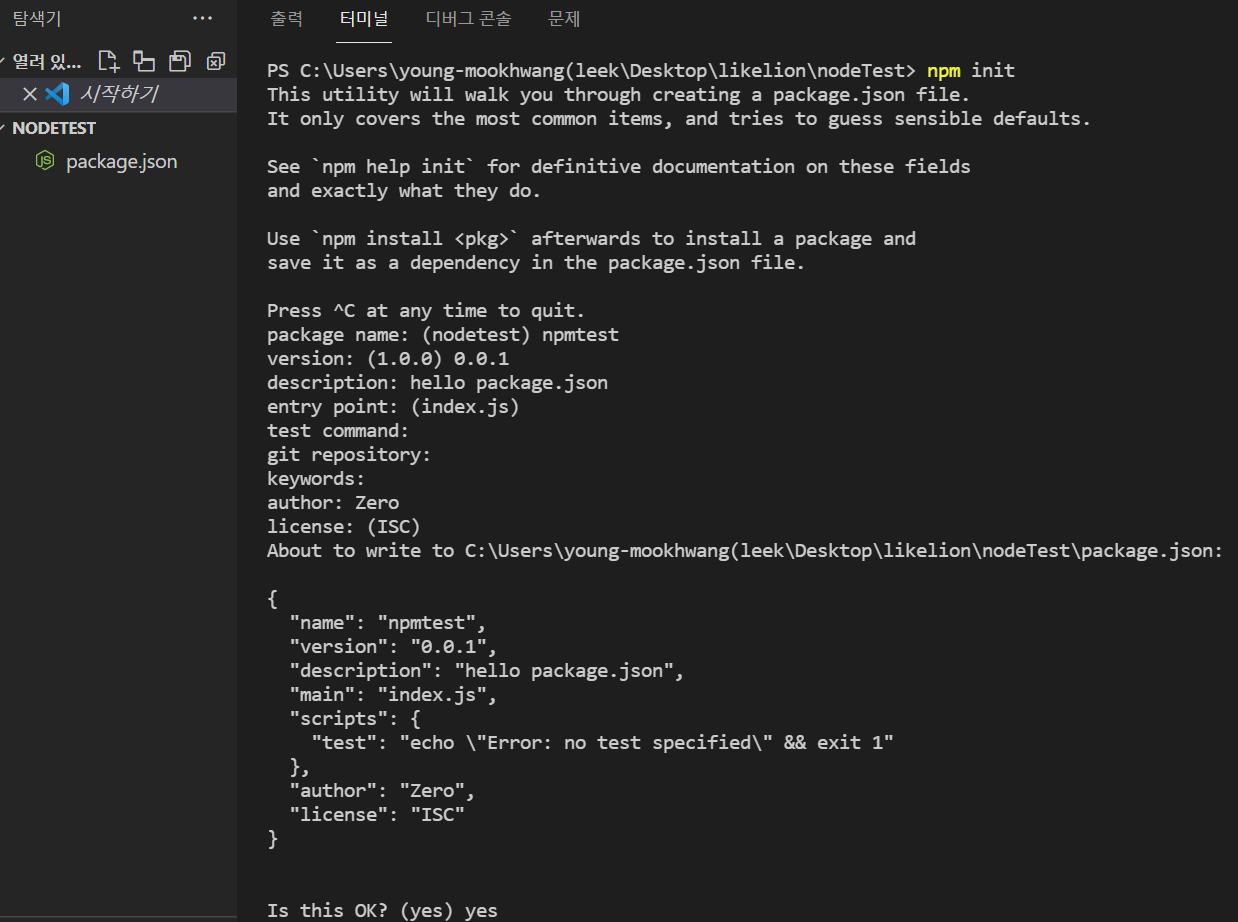 탐색기
···
열려 있...
시작하기
NODETEST
package.json
출력 터미널 디버그 콘솔 문제
PS C:\Users\young-mookhwang(leek\Desktop\likelion\nodeTest> npm init
This utility will walk you through creating a package.json file.
It only covers the most common items, and tries to guess sensible defaults.
See `npm help init` for definitive documentation on these fields
and exactly what they do.
Use `npm install <pkg>` afterwards to install a package and
save it as a dependency in the package.json file.
Press ^C at any time to quit.
package name: (nodetest) npmtest
version: (1.0.0) 0.0.1
description: hello package.json
entry point: (index.js)
test command:
git repository:
keywords:
author: Zero
license: (ISC)
About to write to C:\Users\young-mookhwang(leek\Desktop\likelion\nodeTest\package.json:
{
  "name": "npmtest",
  "version": "0.0.1",
  "description": "hello package.json",
  "main": "index.js",
  "scripts": {
    "test": "echo \"Error: no test specified\" && exit 1"
  },
  "author": "Zero",
  "license": "ISC"
}
Is this OK? (yes) yes